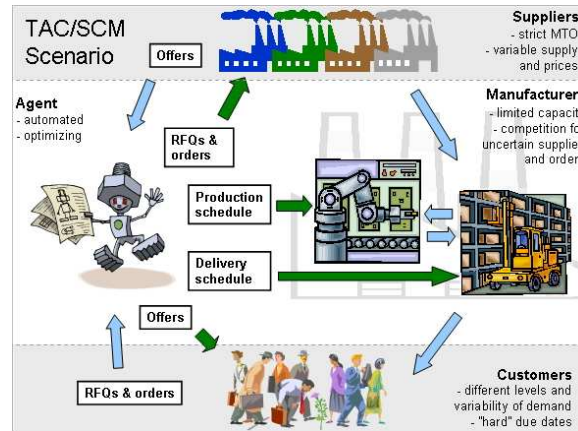 TAC/SCM
Scenario
Offers
Suppliers
- strict MTO
- variable supply
and prices
Agent
- automated
- optimizing
RFQs &
orders
Manufacturer
- limited capacit
- competition fo
uncertain supplie
and order
Production
schedule
Delivery
schedule
Offers
RFQs & orders
Customers
- different levels and
variability of demand
- "hard" due dates